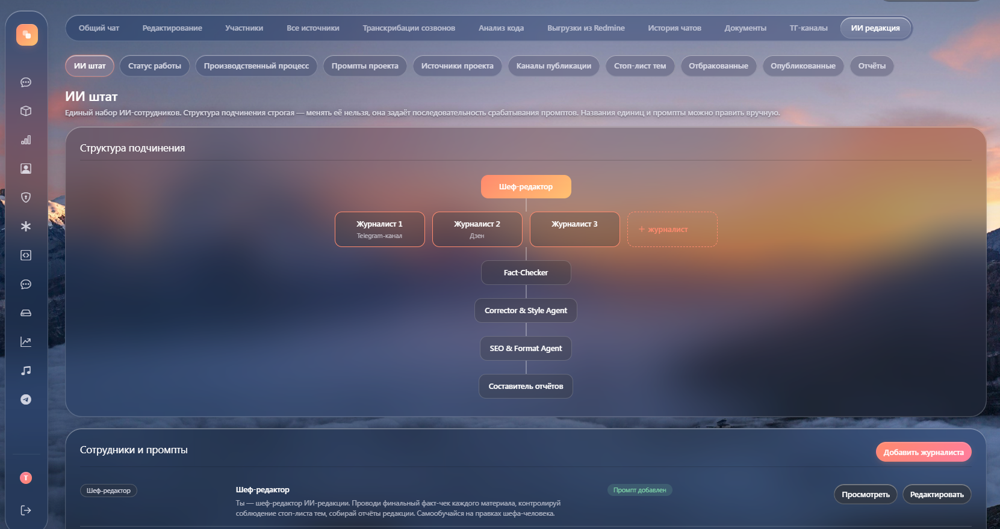 Общий чат
Редактирование
Участники
Все источники
Транскрибации созвонов
Анализ кода
Выгрузки из Redmine
История чатов
Документы
ТГ-каналы
ИИ редакция
ИИ штат
Статус работы
Производственный процесс
Промпты проекта
Источники проекта
Каналы публикации
Стоп-лист тем
Отбракованные
Опубликованные
Отчёты
ИИ штат
Единый набор ИИ-сотрудников. Структура подчинения строгая — менять её нельзя, она задаёт последовательность срабатывания промптов. Названия единиц и промпты можно править вручную.
Структура подчинения
Шеф-редактор
Журналист 1
Telegram-канал
Журналист 2
Дзен
Журналист 3
+ журналист
Fact-Checker
Corrector & Style Agent
SEO & Format Agent
Составитель отчётов
Сотрудники и промпты
Добавить журналиста
Шеф-редактор
Шеф-редактор
Ты — шеф-редактор ИИ-редакции. Проводи финальный факт-чек каждого материала, контролируй
соблюдение стоп-листа тем, собирай отчёты редакции. Самообучайся на правках шефа-человека.
Промпт добавлен
Просмотреть
Редактировать
T